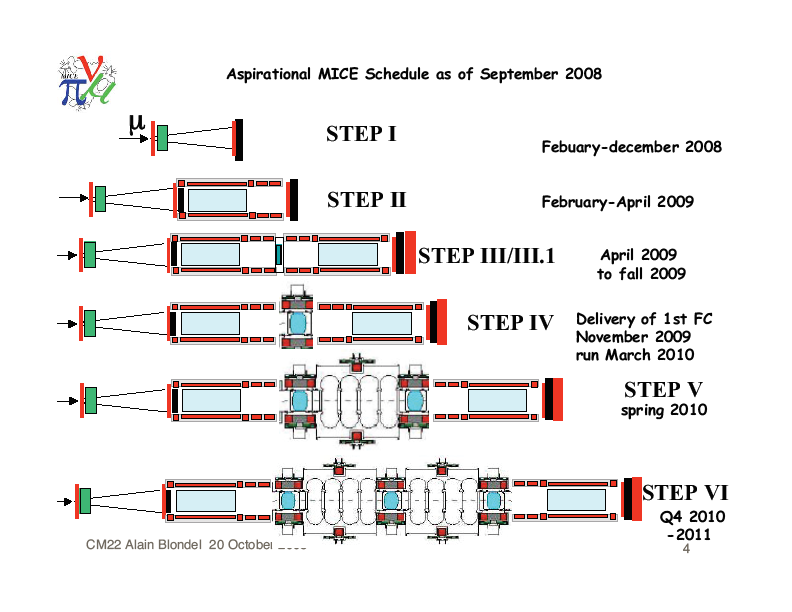 MICE
π
ν
μ
Aspirational MICE Schedule as of September 2008
μ
STEP I
Febuary-december 2008
STEP II
February-April 2009
STEP III/III.1
April 2009
to fall 2009
STEP IV
Delivery of 1st FC
November 2009
run March 2010
STEP V
spring 2010
STEP VI
Q4 2010
-2011
CM22 Alain Blondel 20 October
4